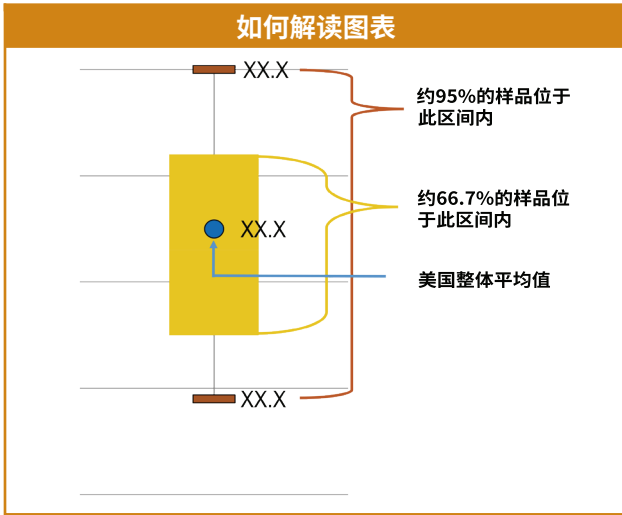 如何解读图表
XX.X
约95%的样品位于
此区间内
约66.7%的样品位
于此区间内
XX.X
美国整体平均值
XX.X